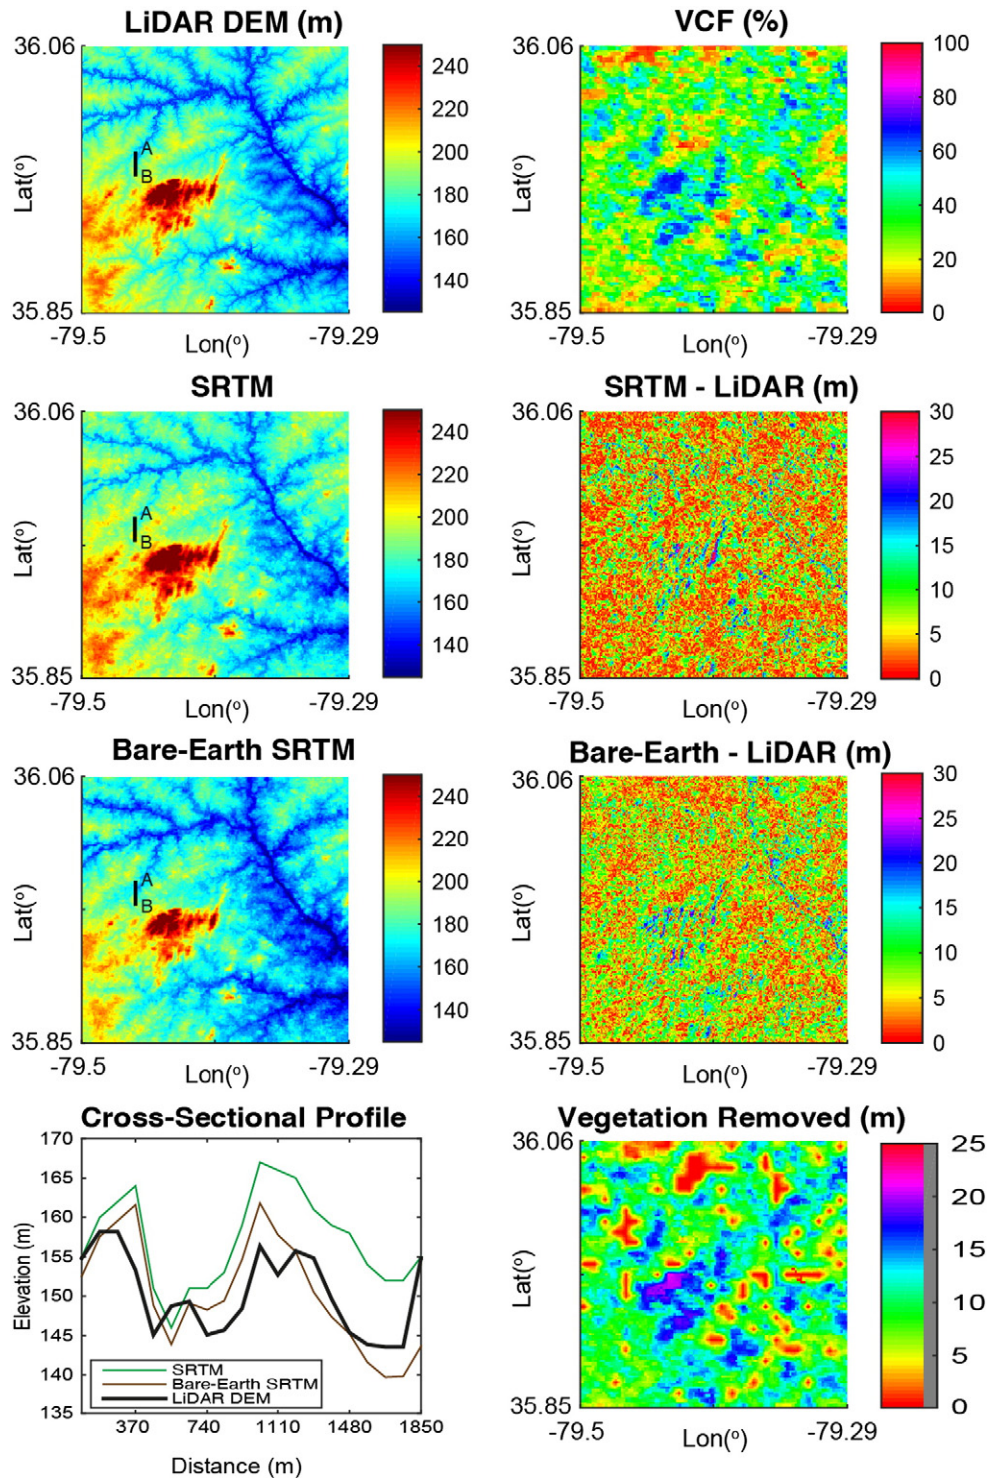 LiDAR DEM (m)
36.06
Lat(°)
35.85
-79.5
Lon(°)
-79.29
A
B
240
220
200
180
160
140
VCF (%)
Lat(°)
-79.5
Lon(°)
-79.29
100
80
60
40
20
0
SRTM
36.06
Lat(°)
35.85
-79.5
Lon(°)
-79.29
A
B
240
220
200
180
160
140
SRTM - LiDAR (m)
36.06
Lat(°)
35.85
-79.5
Lon(°)
-79.29
30
25
20
15
10
5
0
Bare-Earth SRTM
36.06
Lat(°)
35.85
-79.5
Lon(°)
-79.29
A
B
240
220
200
180
160
140
Bare-Earth - LiDAR (m)
36.06
Lat(°)
35.85
-79.5
Lon(°)
-79.29
30
25
20
15
10
5
0
Cross-Sectional Profile
Elevation (m)
170
165
160
155
150
145
140
135
SRTM
Bare-Earth SRTM
LiDAR DEM
370
740
1110
1480
1850
Distance (m)
Vegetation Removed (m)
36.06
Lat(°)
35.85
-79.5
Lon(°)
-79.29
25
20
15
10
5
0